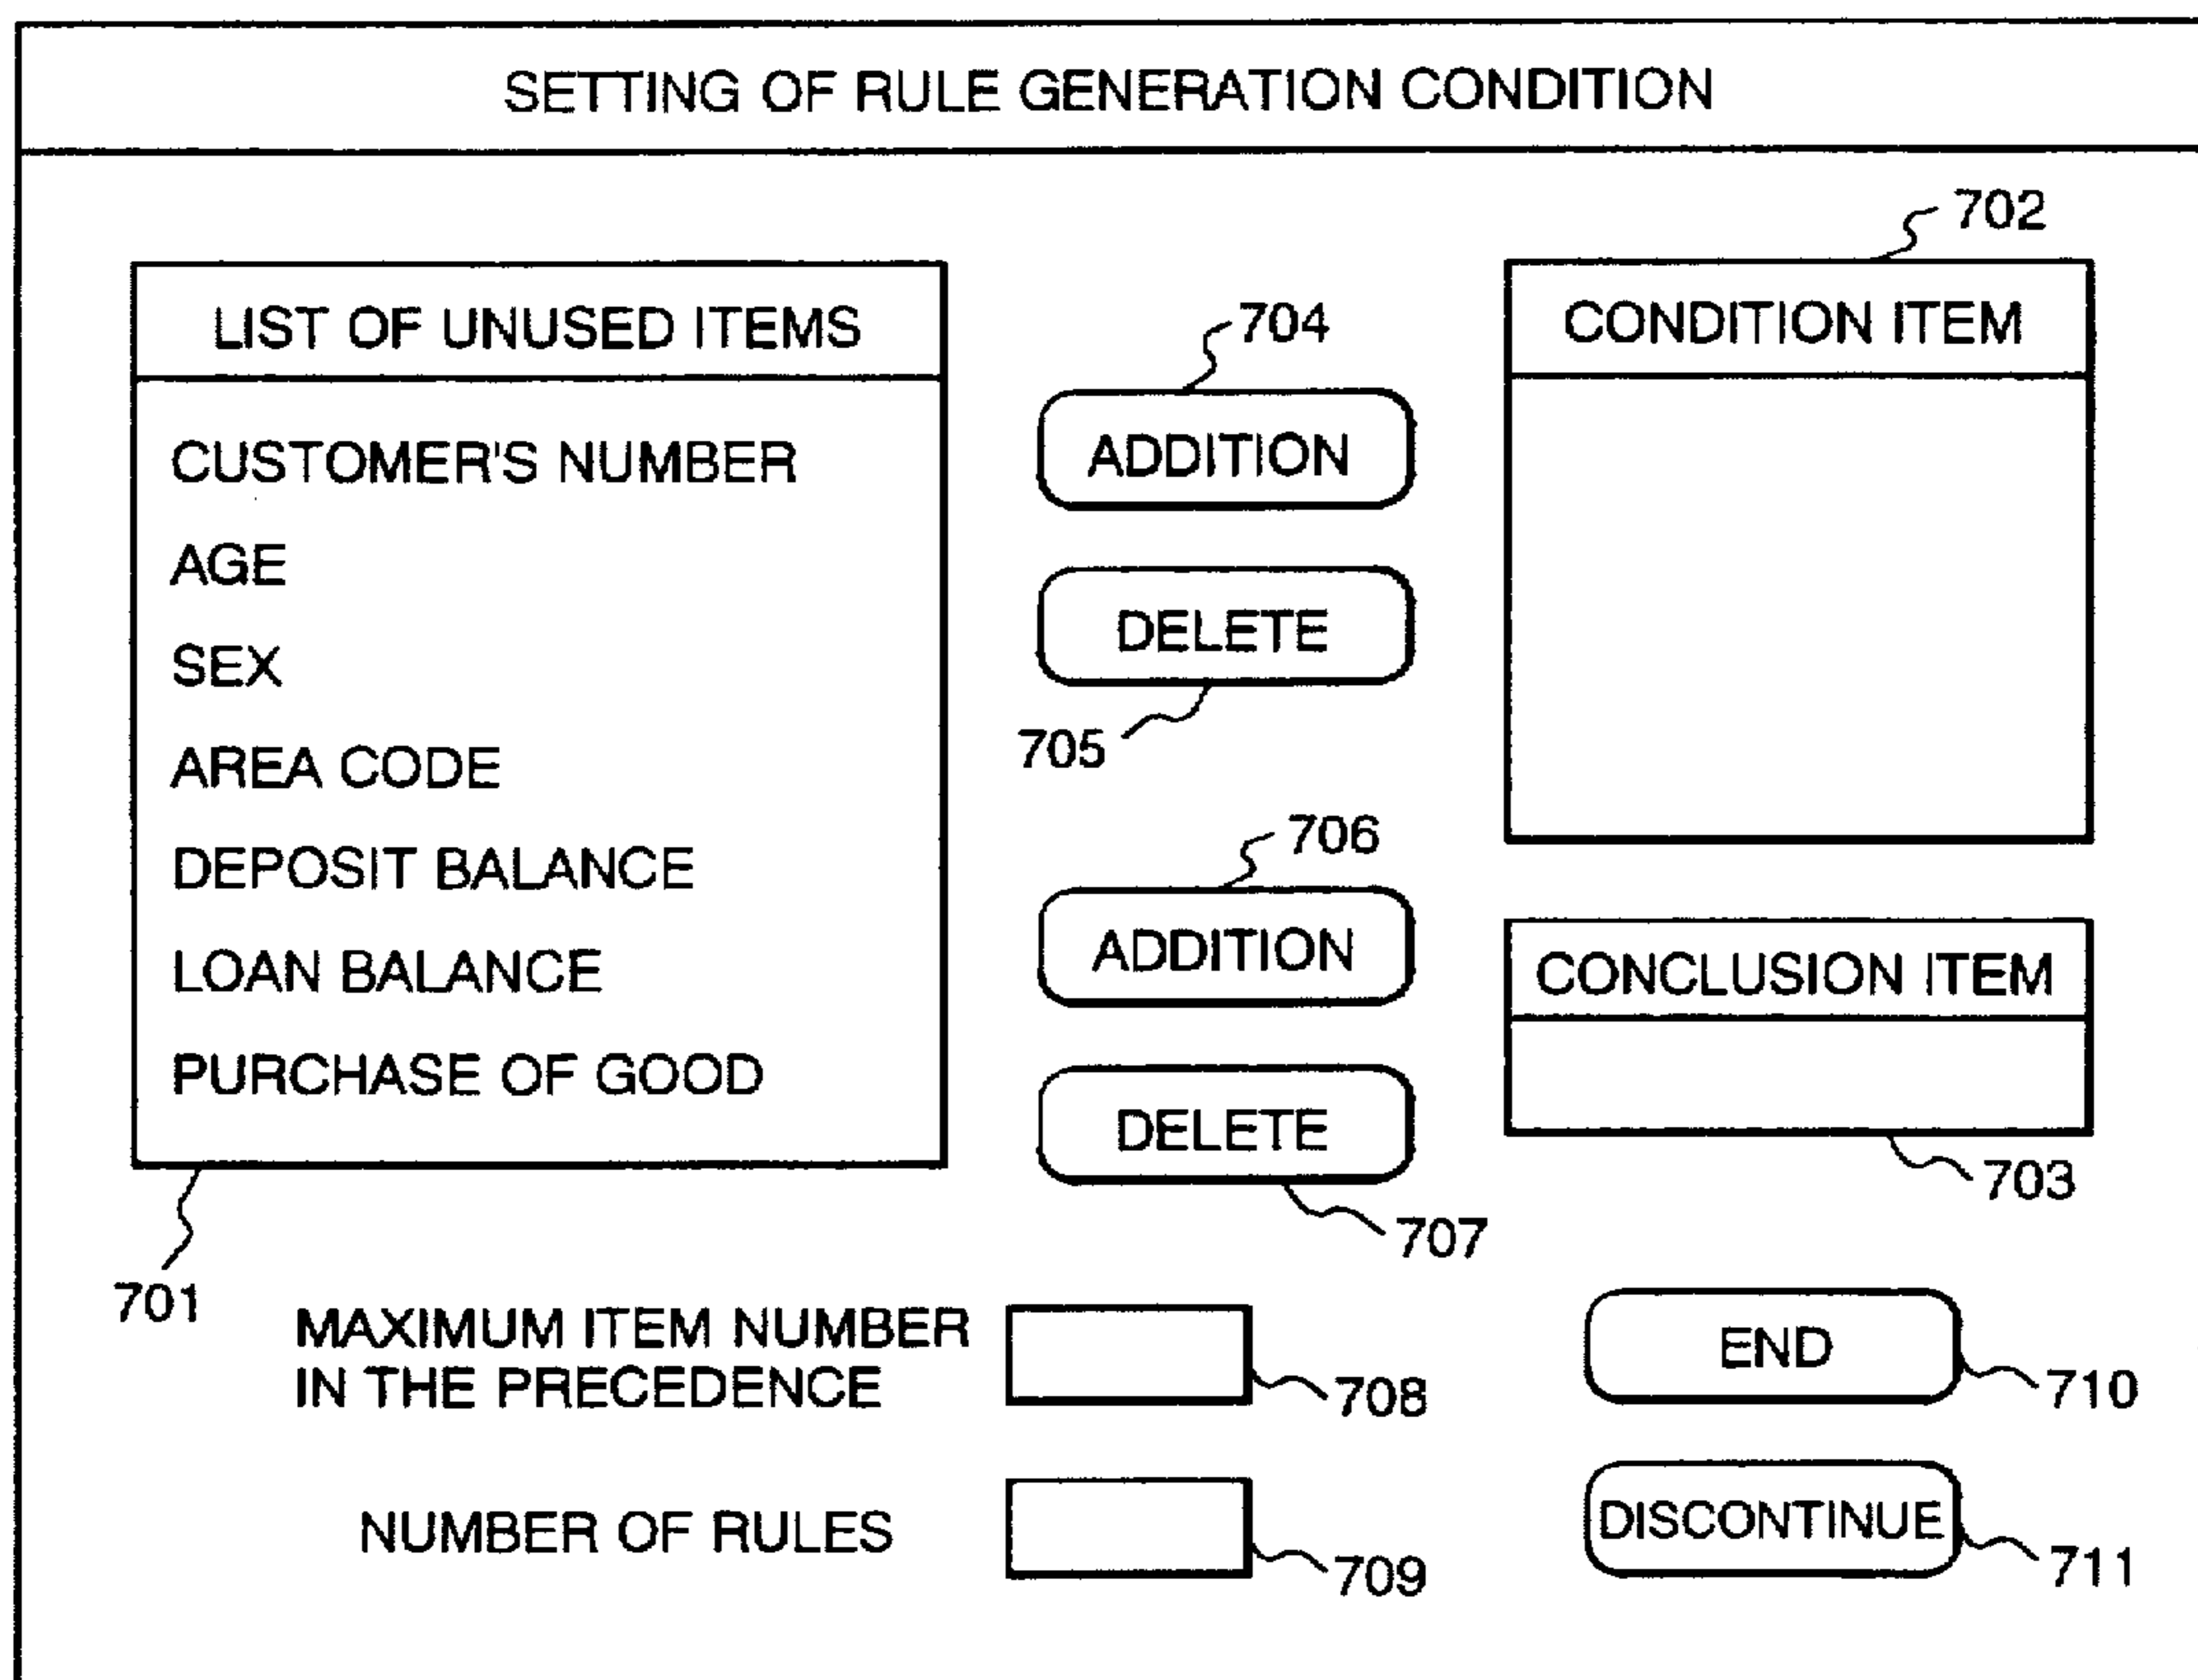 SETTING OF RULE GENERATION CONDITION
702
LIST OF UNUSED ITEMS
704
CONDITION ITEM
CUSTOMER'S NUMBER
ADDITION
AGE
DELETE
SEX
705
AREA CODE
706
DEPOSIT BALANCE
ADDITION
LOAN BALANCE
CONCLUSION ITEM
PURCHASE OF GOOD
DELETE
703
707
701
MAXIMUM ITEM NUMBER
IN THE PRECEDENCE
708
END
710
NUMBER OF RULES
709
DISCONTINUE
711